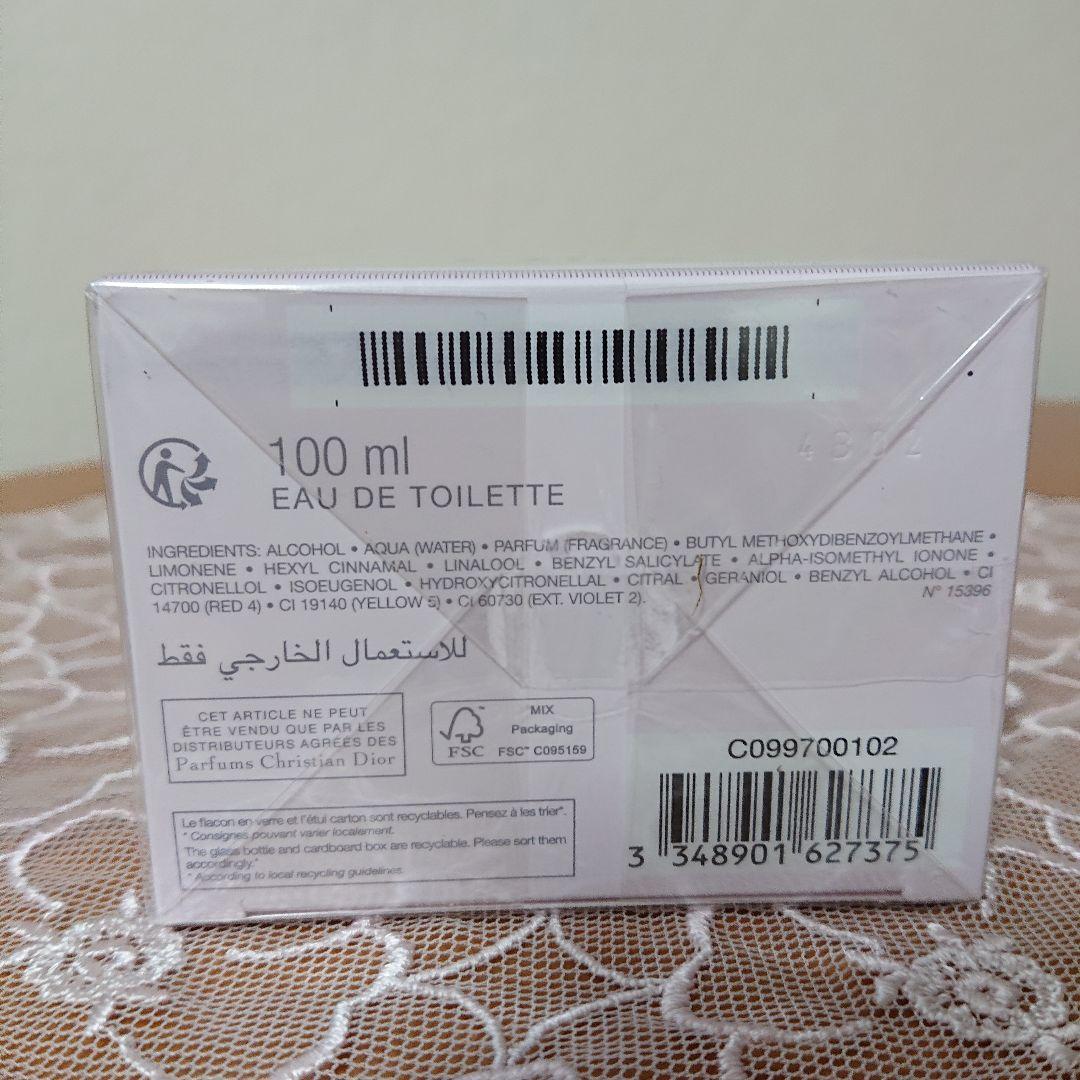 4B02
100 ml
EAU DE TOILETTE
INGREDIENTS: ALCOHOL • AQUA (WATER) • PARFUM (FRAGRANCE) • BUTYL METHOXYDIBENZOYLMETHANE •
LIMONENE • HEXYL CINNAMAL • LINALOOL • BENZYL SALICYLATE • ALPHA-ISOMETHYL IONONE •
CITRONELLOL • ISOEUGENOL • HYDROXYCITRONELLAL • CITRAL • GERANIOL • BENZYL ALCOHOL • CI
14700 (RED 4) • CI 19140 (YELLOW 5) • CI 60730 (EXT. VIOLET 2).
N° 15396
للاستعمال الخارجي فقط
CET ARTICLE NE PEUT
ÊTRE VENDU QUE PAR LES
DISTRIBUTEURS AGRÉÉS DES
Parfums Christian Dior
FSC™
MIX
Packaging
FSC™ C095159
C099700102
3 348901 627375
Le flacon en verre et l'étui carton sont recyclables. Pensez à les trier*.
* Consignes pouvant varier localement.
The glass bottle and cardboard box are recyclable. Please sort them
accordingly.*
* According to local recycling guidelines.